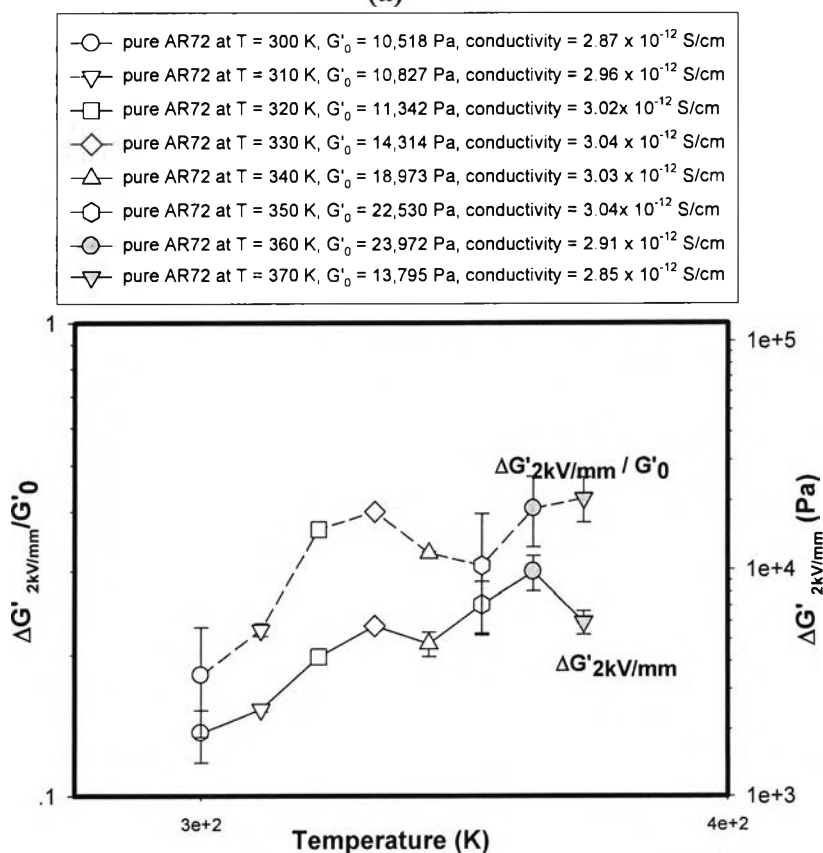 (a)
pure AR72 at T = 300 K, G'₀ = 10,518 Pa, conductivity = 2.87 x 10⁻¹² S/cm
pure AR72 at T = 310 K, G'₀ = 10,827 Pa, conductivity = 2.96 x 10⁻¹² S/cm
pure AR72 at T = 320 K, G'₀ = 11,342 Pa, conductivity = 3.02x 10⁻¹² S/cm
pure AR72 at T = 330 K, G'₀ = 14,314 Pa, conductivity = 3.04 x 10⁻¹² S/cm
pure AR72 at T = 340 K, G'₀ = 18,973 Pa, conductivity = 3.03 x 10⁻¹² S/cm
pure AR72 at T = 350 K, G'₀ = 22,530 Pa, conductivity = 3.04x 10⁻¹² S/cm
pure AR72 at T = 360 K, G'₀ = 23,972 Pa, conductivity = 2.91 x 10⁻¹² S/cm
pure AR72 at T = 370 K, G'₀ = 13,795 Pa, conductivity = 2.85 x 10⁻¹² S/cm
1
.1
ΔG' 2kV/mm/G'0
1e+5
1e+4
1e+3
ΔG' 2kV/mm (Pa)
ΔG'2kV/mm / G'0
ΔG'2kV/mm
3e+2
4e+2
Temperature (K)